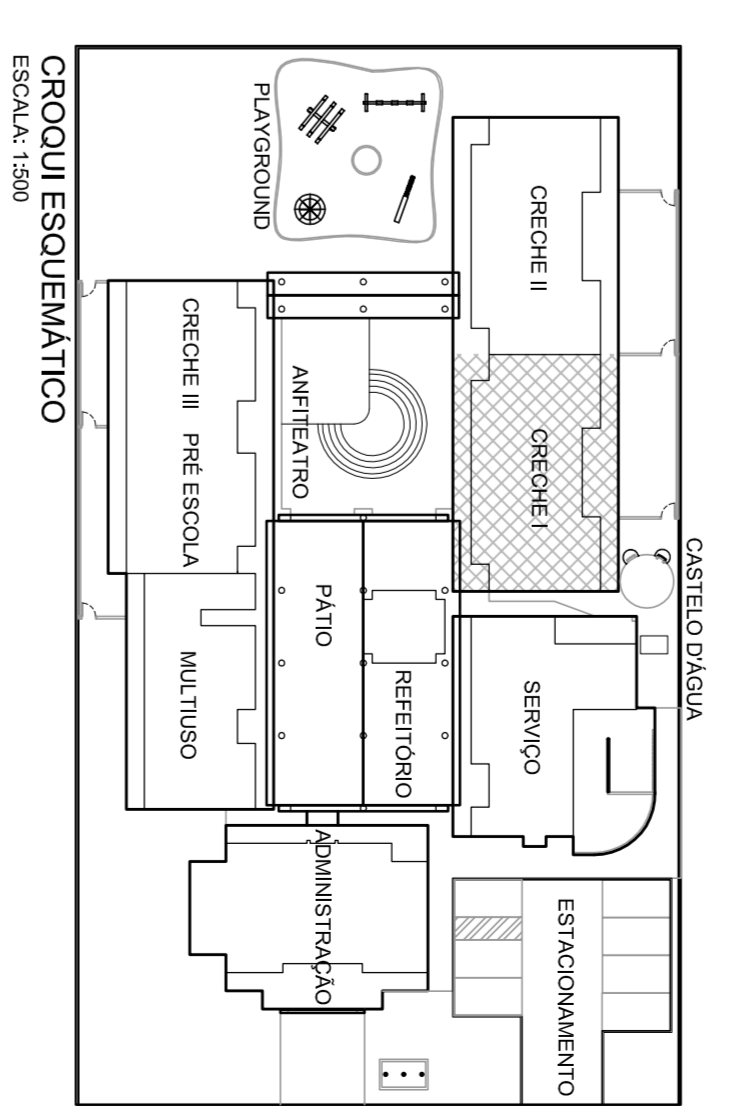 CASTELO D'ÁGUA
CRECHE II
CRECHE I
SERVIÇO
ESTACIONAMENTO
REFEITÓRIO
PLAYGROUND
ANFITEATRO
PÁTIO
ADMINISTRAÇÃO
CRECHE III
PRÉ ESCOLA
MULTIUSO
CROQUI ESQUEMÁTICO
ESCALA: 1:500